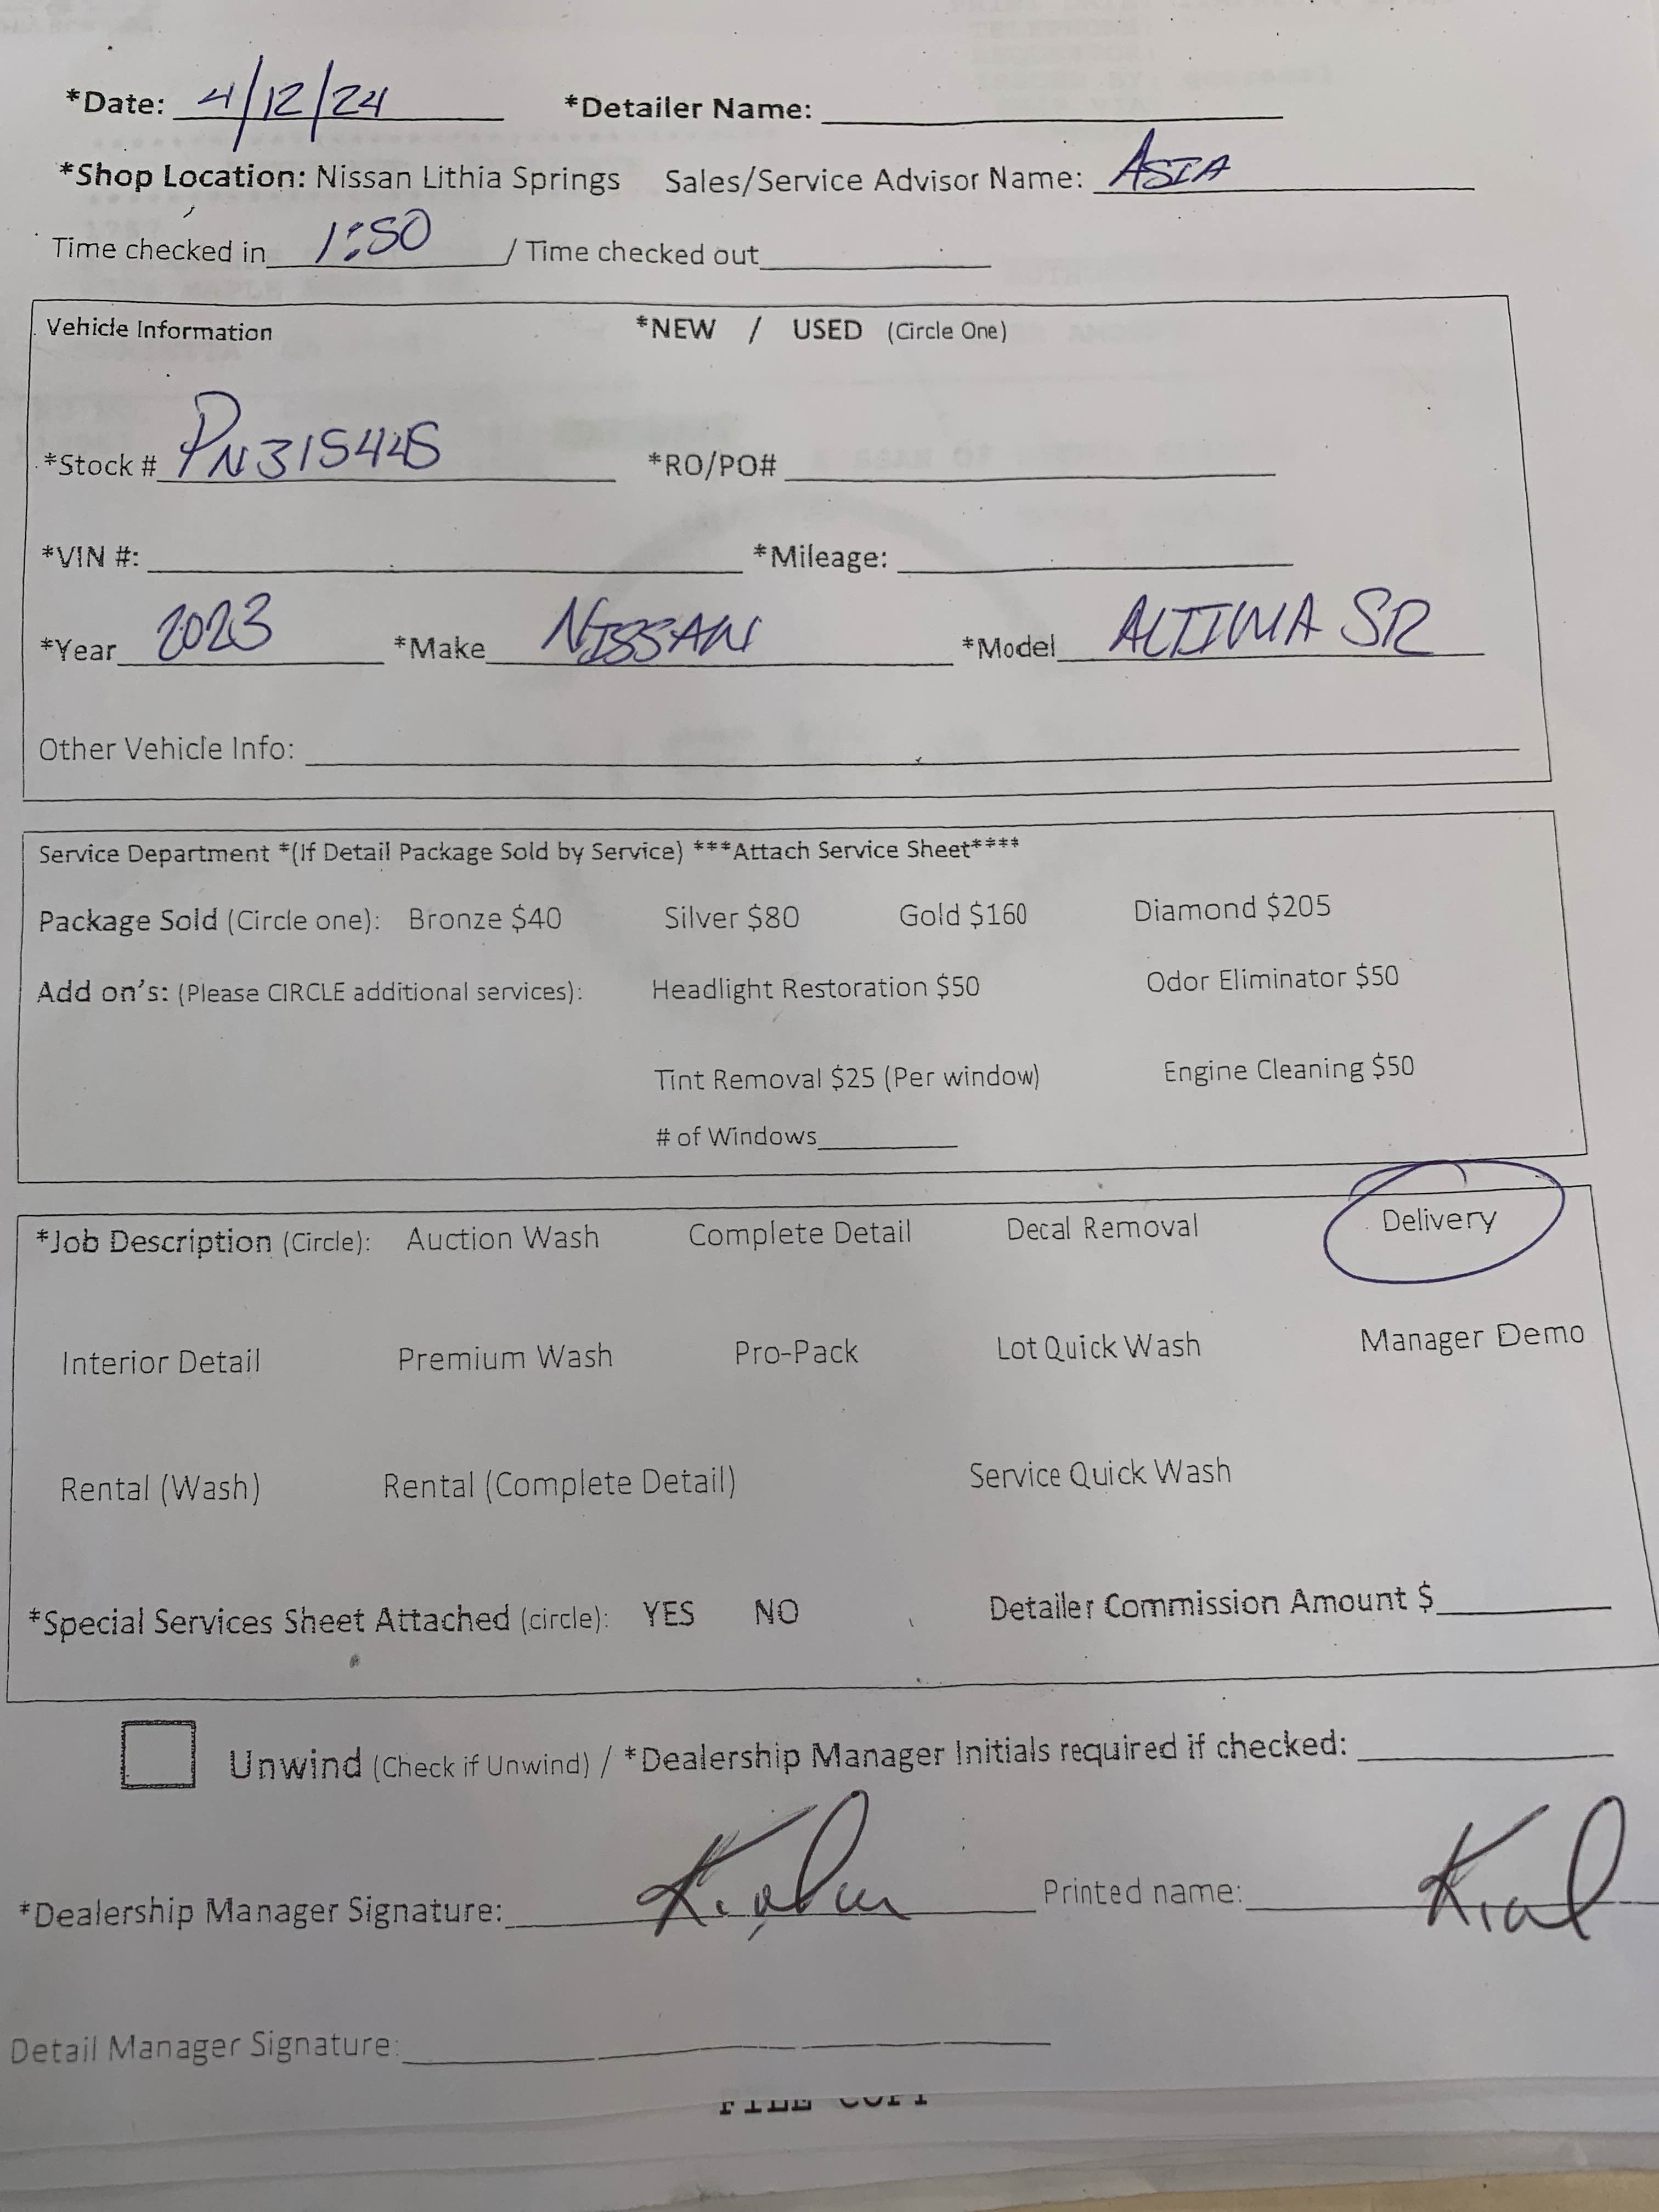 *Date: 4/12/24 *Detailer Name:
*Shop Location: Nissan Lithia Springs Sales/Service Advisor Name: ASIA
Time checked in 1:50 / Time checked out
Vehicle Information *NEW / USED (Circle One)
*Stock # PN315445 *RO/PO#
*VIN #: *Mileage:
*Year 2023 *Make NISSAN *Model ALTIMA SR
Other Vehicle Info:
Service Department *(If Detail Package Sold by Service) ***Attach Service Sheet****
Package Sold (Circle one): Bronze $40 Silver $80 Gold $160 Diamond $205
Add on's: (Please CIRCLE additional services): Headlight Restoration $50 Odor Eliminator $50
Tint Removal $25 (Per window) Engine Cleaning $50
# of Windows
*Job Description (Circle): Auction Wash Complete Detail Decal Removal Delivery
Interior Detail Premium Wash Pro-Pack Lot Quick Wash Manager Demo
Rental (Wash) Rental (Complete Detail) Service Quick Wash
*Special Services Sheet Attached (circle): YES NO Detailer Commission Amount $
Unwind (Check if Unwind) / *Dealership Manager Initials required if checked:
*Dealership Manager Signature: Printed name:
Detail Manager Signature:
FILE COPY